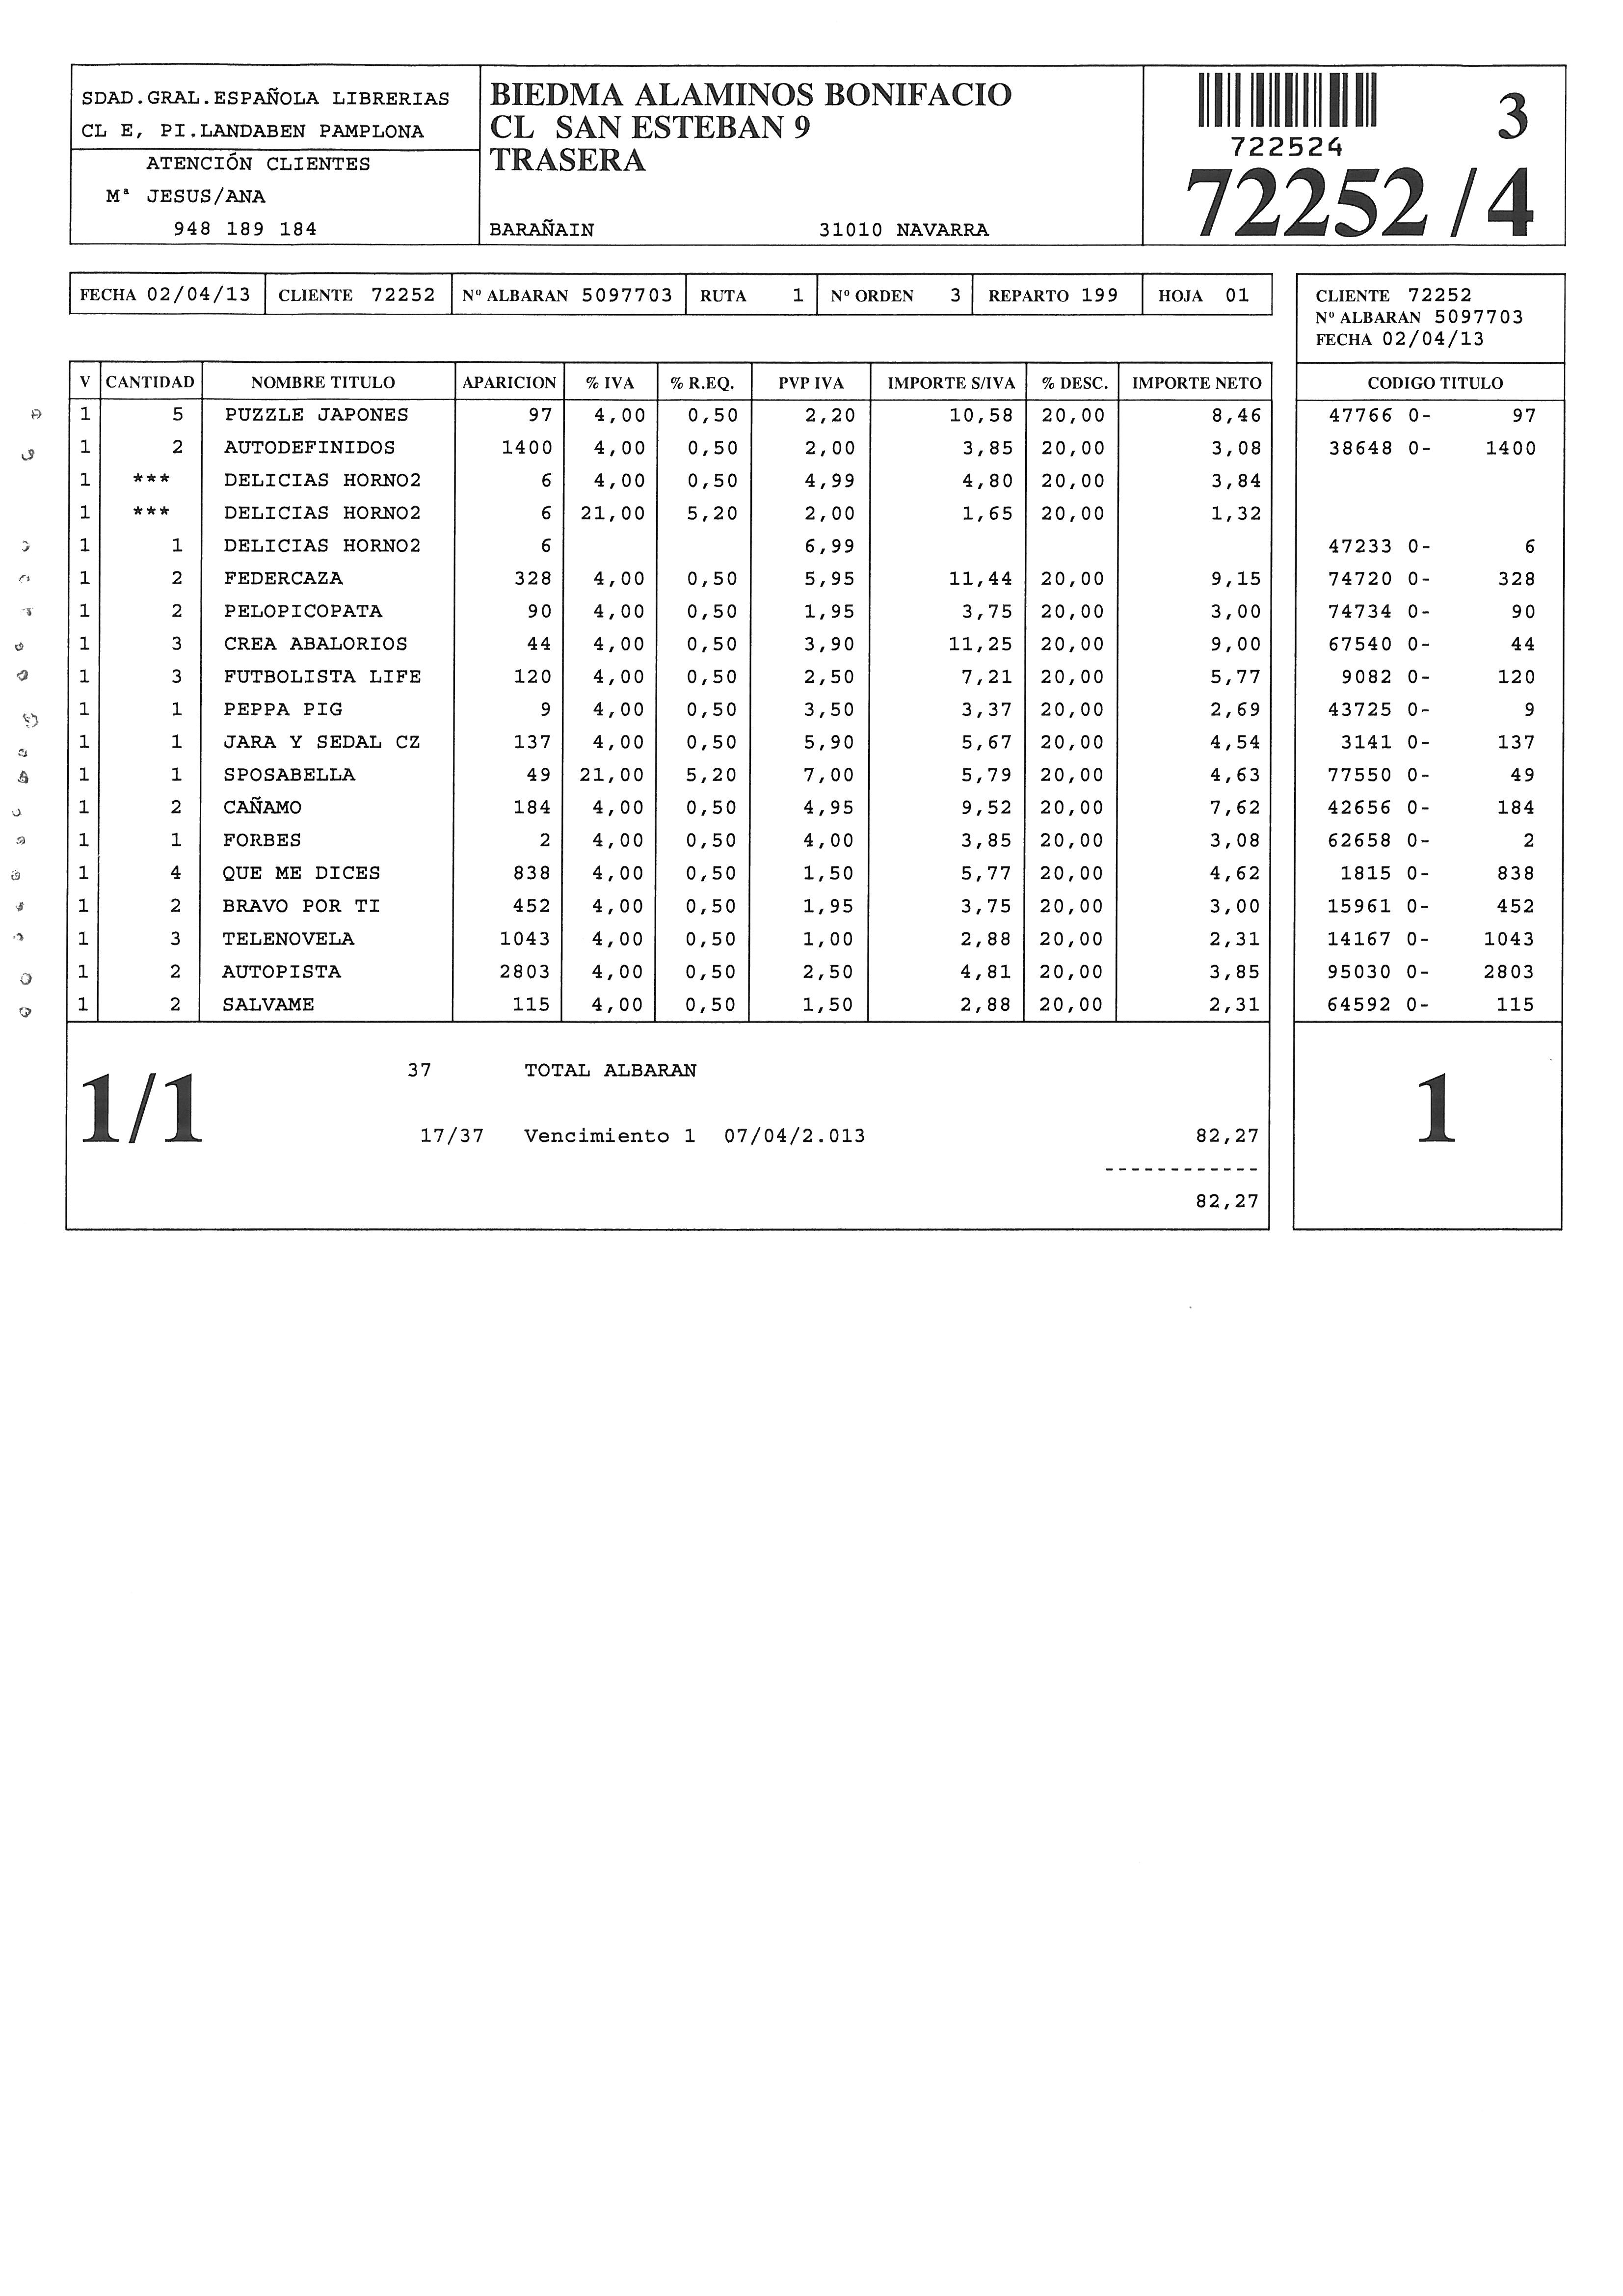 SDAD.GRAL.ESPAÑOLA LIBRERIAS
CL E, PI.LANDABEN PAMPLONA
ATENCIÓN CLIENTES
Mª JESUS/ANA
948 189 184
BIEDMA ALAMINOS BONIFACIO
CL SAN ESTEBAN 9
TRASERA
BARAÑAIN 31010 NAVARRA
3
722524
72252 / 4
FECHA 02/04/13 CLIENTE 72252 Nº ALBARAN 5097703 RUTA 1 Nº ORDEN 3 REPARTO 199 HOJA 01
CLIENTE 72252
Nº ALBARAN 5097703
FECHA 02/04/13
V CANTIDAD NOMBRE TITULO APARICION % IVA % R.EQ. PVP IVA IMPORTE S/IVA % DESC. IMPORTE NETO CODIGO TITULO
1 5 PUZZLE JAPONES 97 4,00 0,50 2,20 10,58 20,00 8,46 47766 0- 97
1 2 AUTODEFINIDOS 1400 4,00 0,50 2,00 3,85 20,00 3,08 38648 0- 1400
1 *** DELICIAS HORNO2 6 4,00 0,50 4,99 4,80 20,00 3,84
1 *** DELICIAS HORNO2 6 21,00 5,20 2,00 1,65 20,00 1,32
1 1 DELICIAS HORNO2 6 6,99 47233 0- 6
1 2 FEDERCAZA 328 4,00 0,50 5,95 11,44 20,00 9,15 74720 0- 328
1 2 PELOPICOPATA 90 4,00 0,50 1,95 3,75 20,00 3,00 74734 0- 90
1 3 CREA ABALORIOS 44 4,00 0,50 3,90 11,25 20,00 9,00 67540 0- 44
1 3 FUTBOLISTA LIFE 120 4,00 0,50 2,50 7,21 20,00 5,77 9082 0- 120
1 1 PEPPA PIG 9 4,00 0,50 3,50 3,37 20,00 2,69 43725 0- 9
1 1 JARA Y SEDAL CZ 137 4,00 0,50 5,90 5,67 20,00 4,54 3141 0- 137
1 1 SPOSABELLA 49 21,00 5,20 7,00 5,79 20,00 4,63 77550 0- 49
1 2 CAÑAMO 184 4,00 0,50 4,95 9,52 20,00 7,62 42656 0- 184
1 1 FORBES 2 4,00 0,50 4,00 3,85 20,00 3,08 62658 0- 2
1 4 QUE ME DICES 838 4,00 0,50 1,50 5,77 20,00 4,62 1815 0- 838
1 2 BRAVO POR TI 452 4,00 0,50 1,95 3,75 20,00 3,00 15961 0- 452
1 3 TELENOVELA 1043 4,00 0,50 1,00 2,88 20,00 2,31 14167 0- 1043
1 2 AUTOPISTA 2803 4,00 0,50 2,50 4,81 20,00 3,85 95030 0- 2803
1 2 SALVAME 115 4,00 0,50 1,50 2,88 20,00 2,31 64592 0- 115
37 TOTAL ALBARAN
1/1 1
17/37 Vencimiento 1 07/04/2.013 82,27
------------
82,27